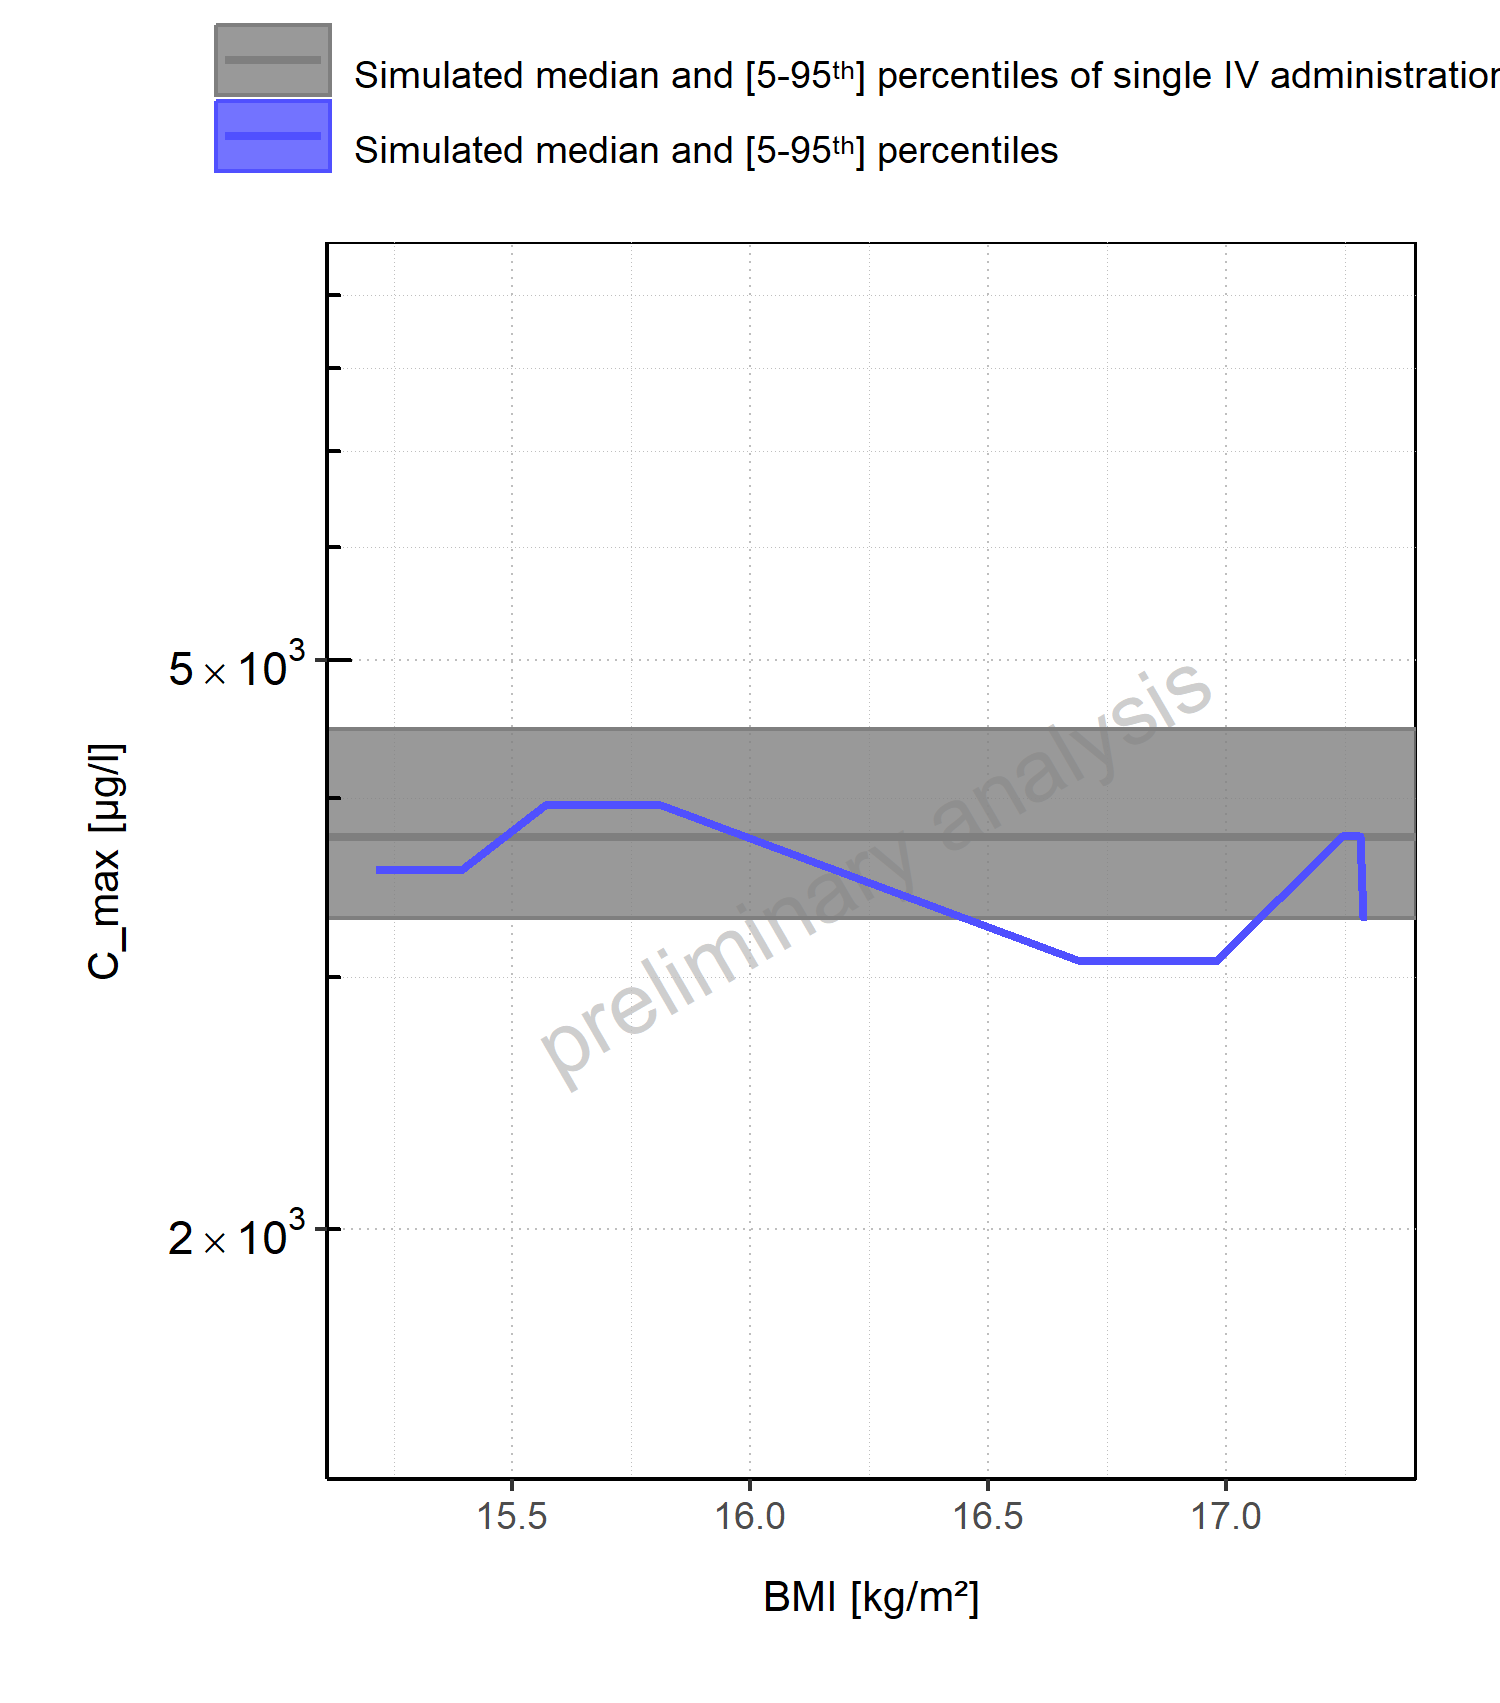 Simulated median and [5-95ᵗʰ] percentiles of single IV administration
Simulated median and [5-95ᵗʰ] percentiles
5 × 10³
2 × 10³
C_max [µg/l]
preliminary analysis
15.5 16.0 16.5 17.0
BMI [kg/m²]